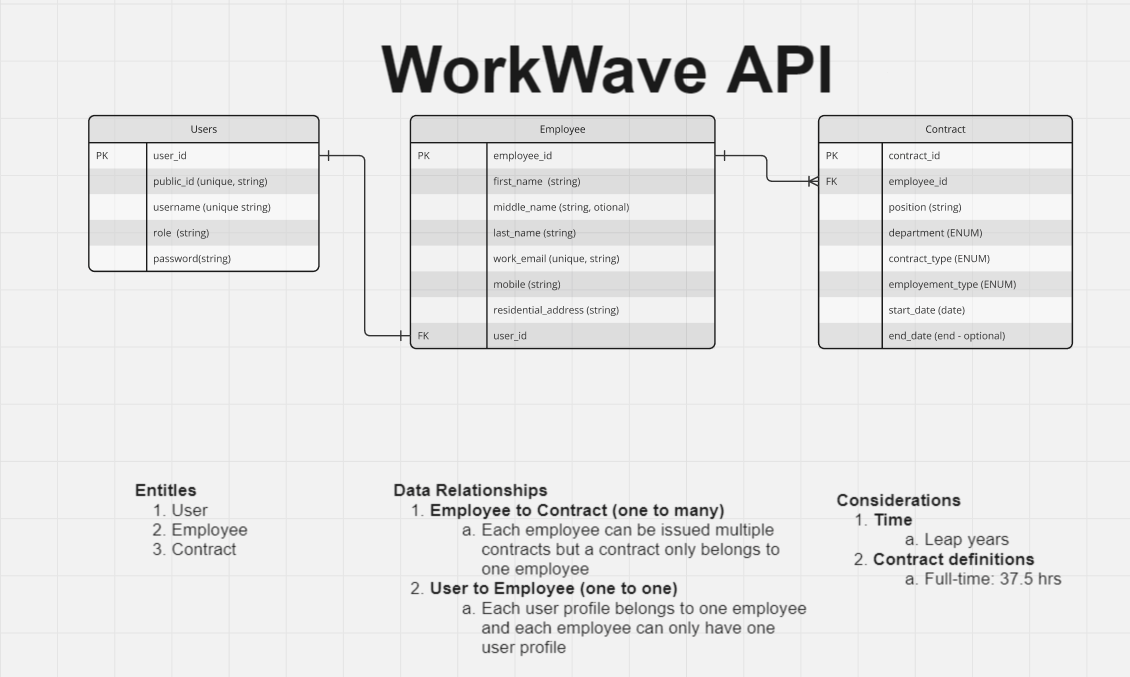 WorkWave API
Users
PK user_id
public_id (unique, string)
username (unique string)
role (string)
password(string)
Employee
PK employee_id
first_name (string)
middle_name (string, otional)
last_name (string)
work_email (unique, string)
mobile (string)
residential_address (string)
FK user_id
Contract
PK contract_id
FK employee_id
position (string)
department (ENUM)
contract_type (ENUM)
employement_type (ENUM)
start_date (date)
end_date (end - optional)
Entitles
1. User
2. Employee
3. Contract
Data Relationships
1. Employee to Contract (one to many)
a. Each employee can be issued multiple
contracts but a contract only belongs to
one employee
2. User to Employee (one to one)
a. Each user profile belongs to one employee
and each employee can only have one
user profile
Considerations
1. Time
a. Leap years
2. Contract definitions
a. Full-time: 37.5 hrs